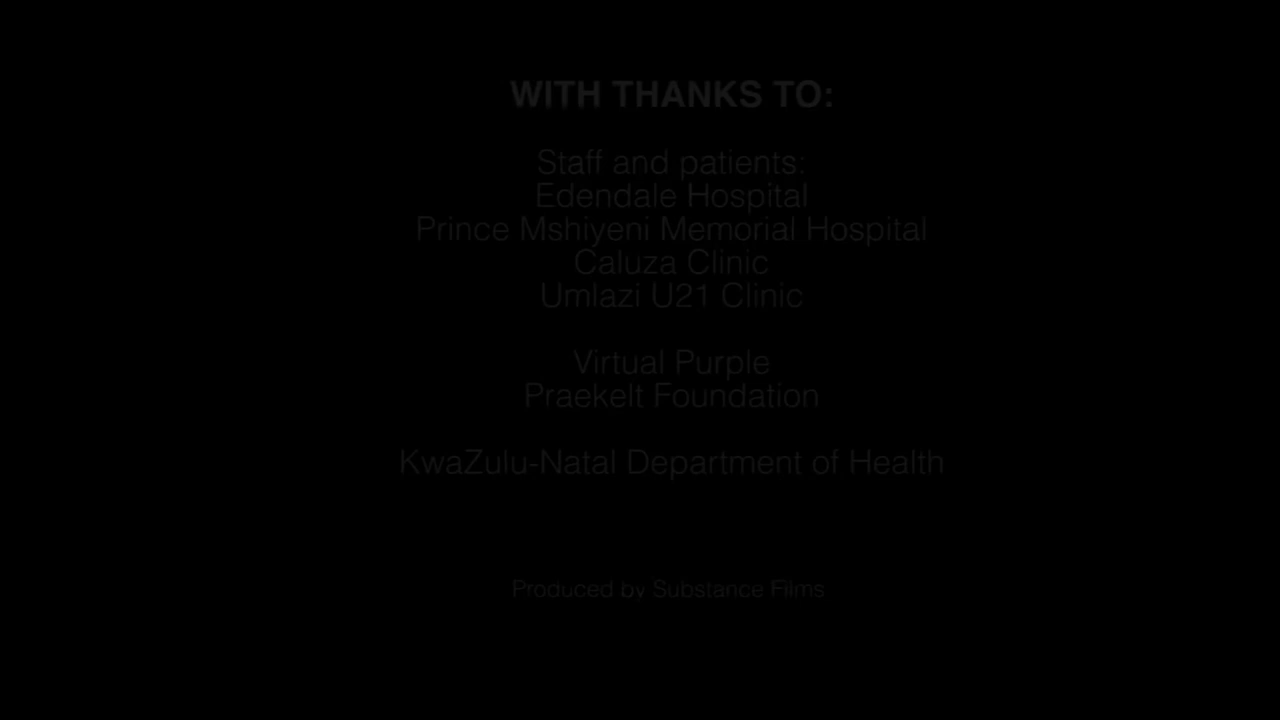 WITH THANKS TO:
Staff and patients:
Edendale Hospital
Prince Mshiyeni Memorial Hospital
Caluza Clinic
Umlazi U21 Clinic
Virtual Purple
Praekelt Foundation
KwaZulu-Natal Department of Health
Produced by Substance Films